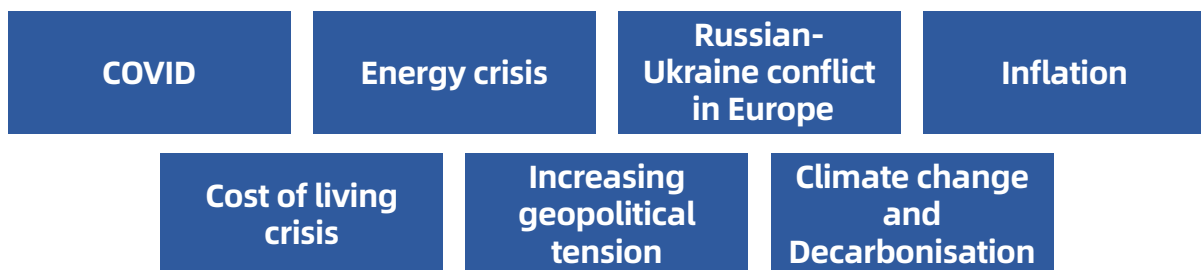 COVID
Energy crisis
Russian-
Ukraine conflict
in Europe
Inflation
Cost of living
crisis
Increasing
geopolitical
tension
Climate change
and
Decarbonisation